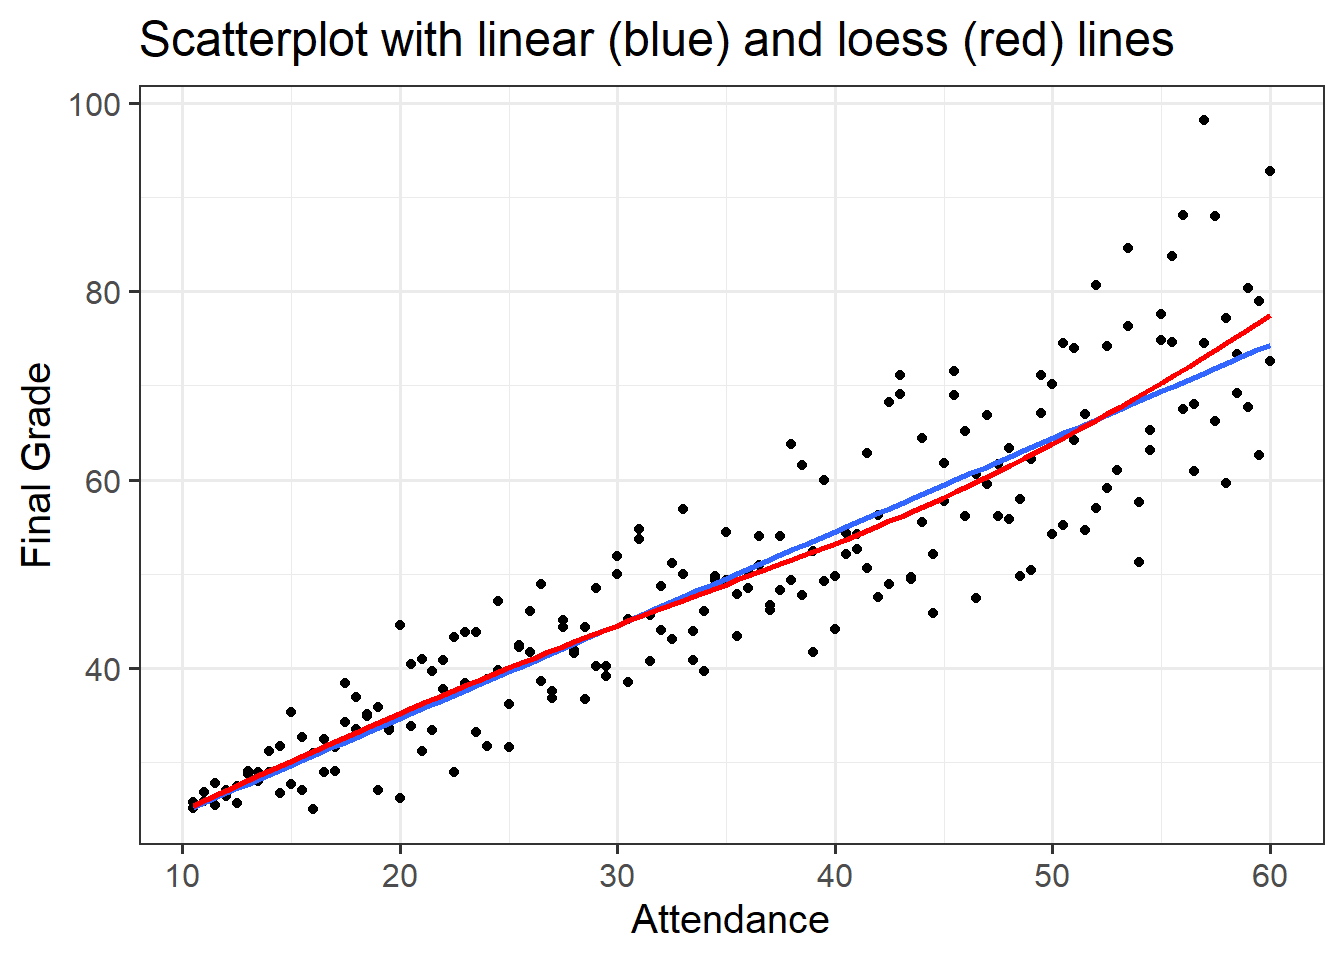 Scatterplot with linear (blue) and loess (red) lines
100
80
60
40
Final Grade
10 20 30 40 50 60
Attendance